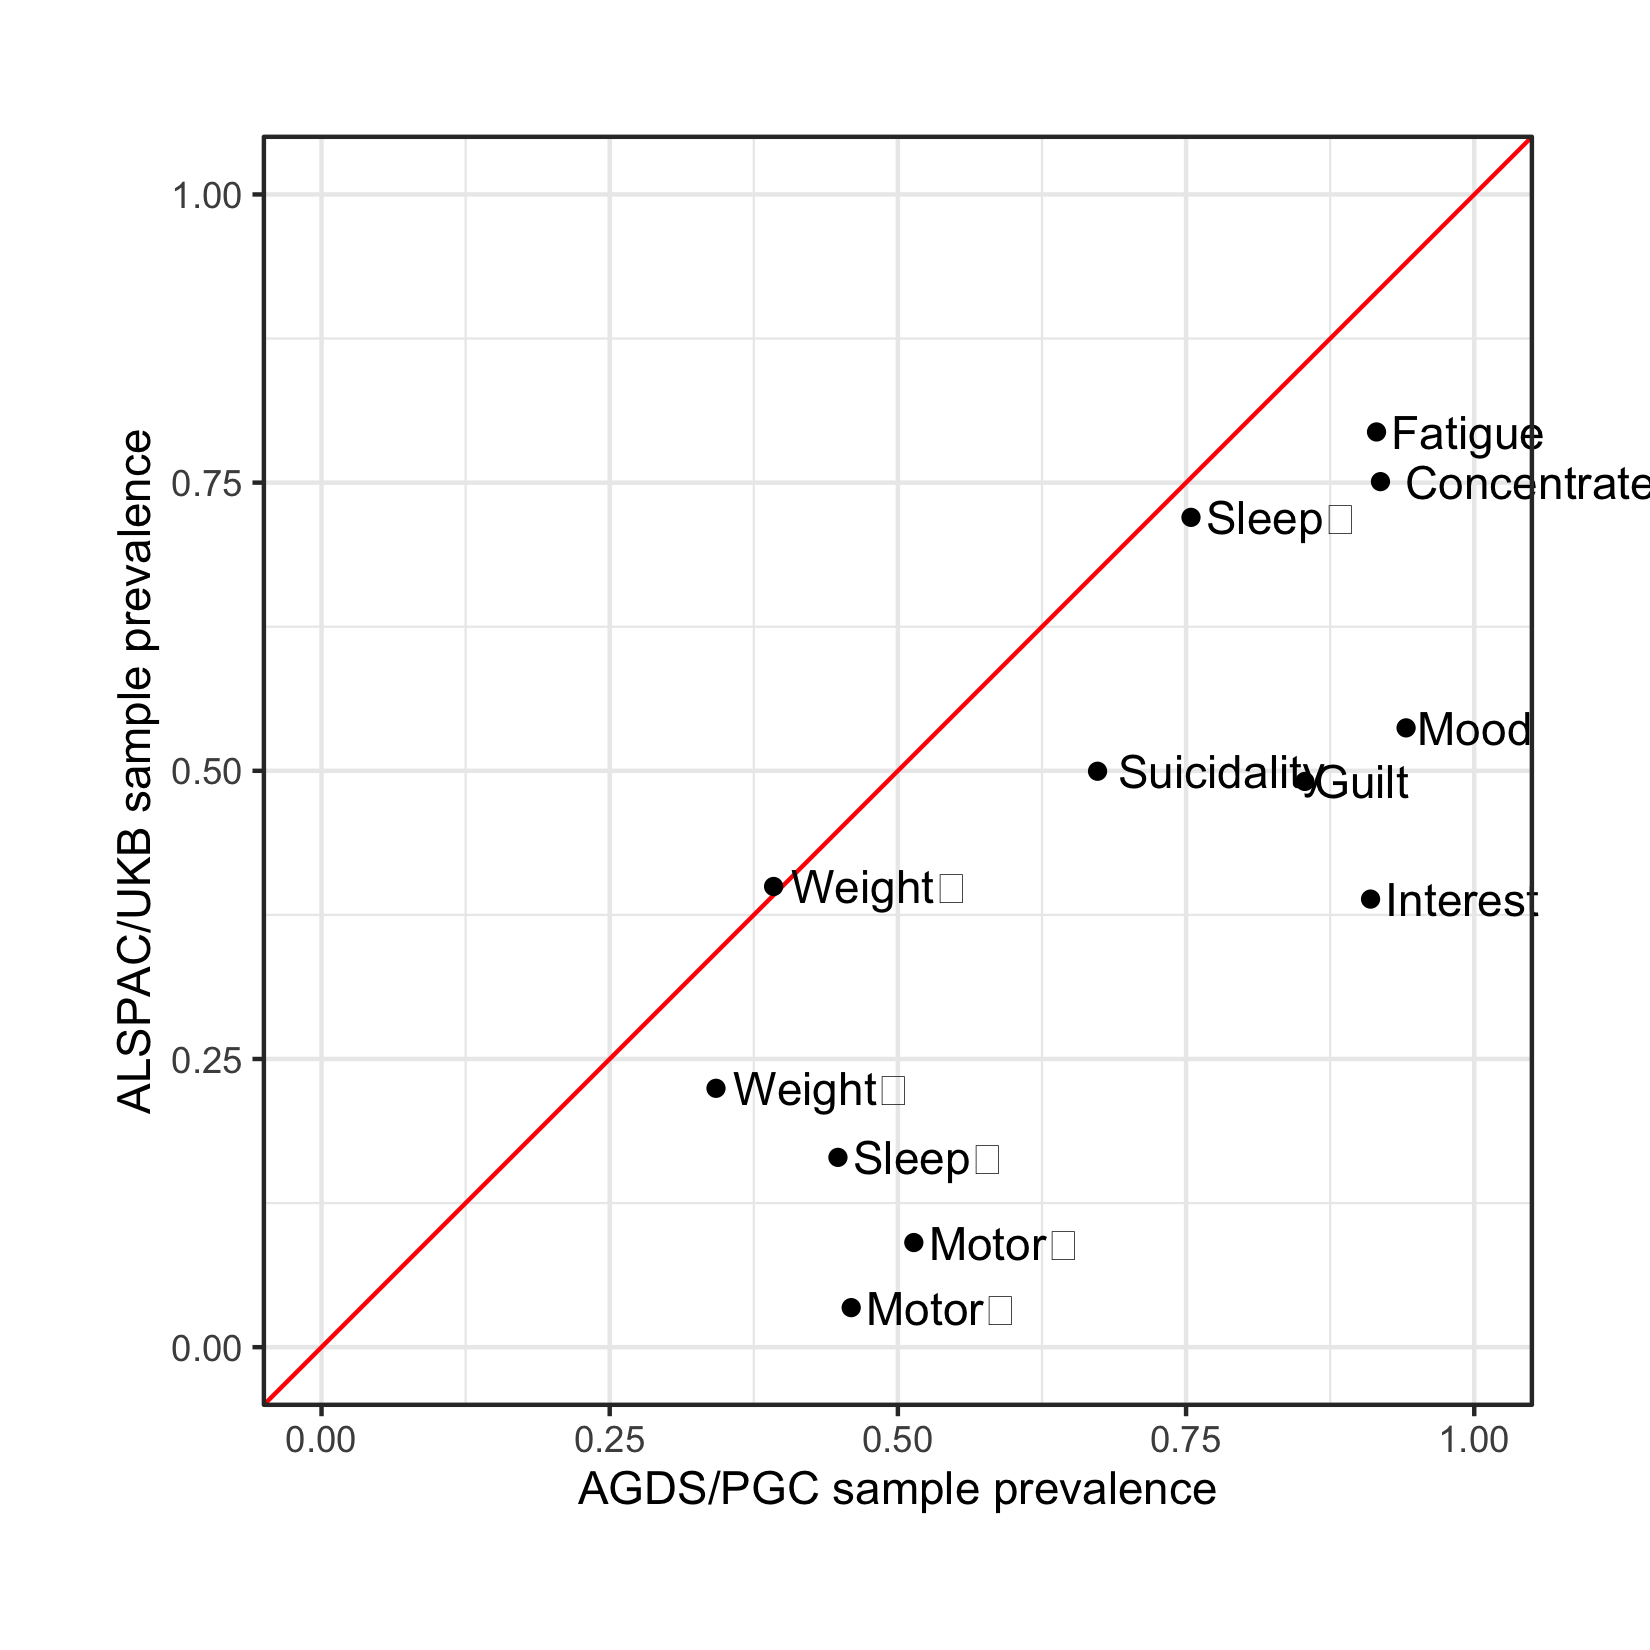 1.00
Fatigue
0.75
Concentrate
Sleep
Mood
0.50
Suicidality
Guilt
Weight
Interest
0.25
Weight
Sleep
Motor
Motor
0.00
0.00 0.25 0.50 0.75 1.00
AGDS/PGC sample prevalence
ALSPAC/UKB sample prevalence